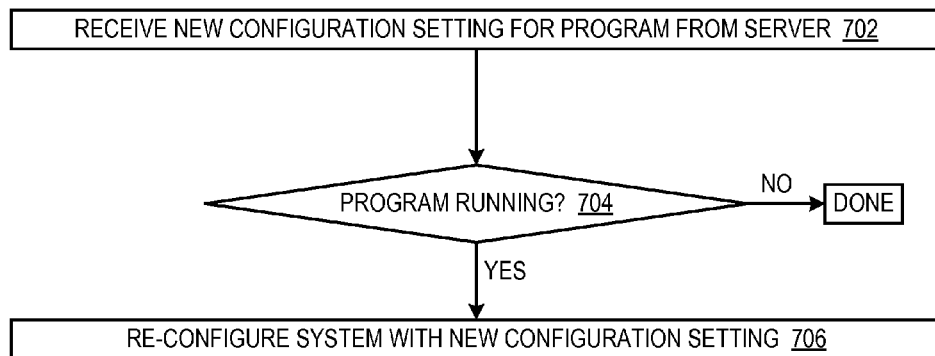 RECEIVE NEW CONFIGURATION SETTING FOR PROGRAM FROM SERVER 702
PROGRAM RUNNING? 704
NO
DONE
YES
RE-CONFIGURE SYSTEM WITH NEW CONFIGURATION SETTING 706